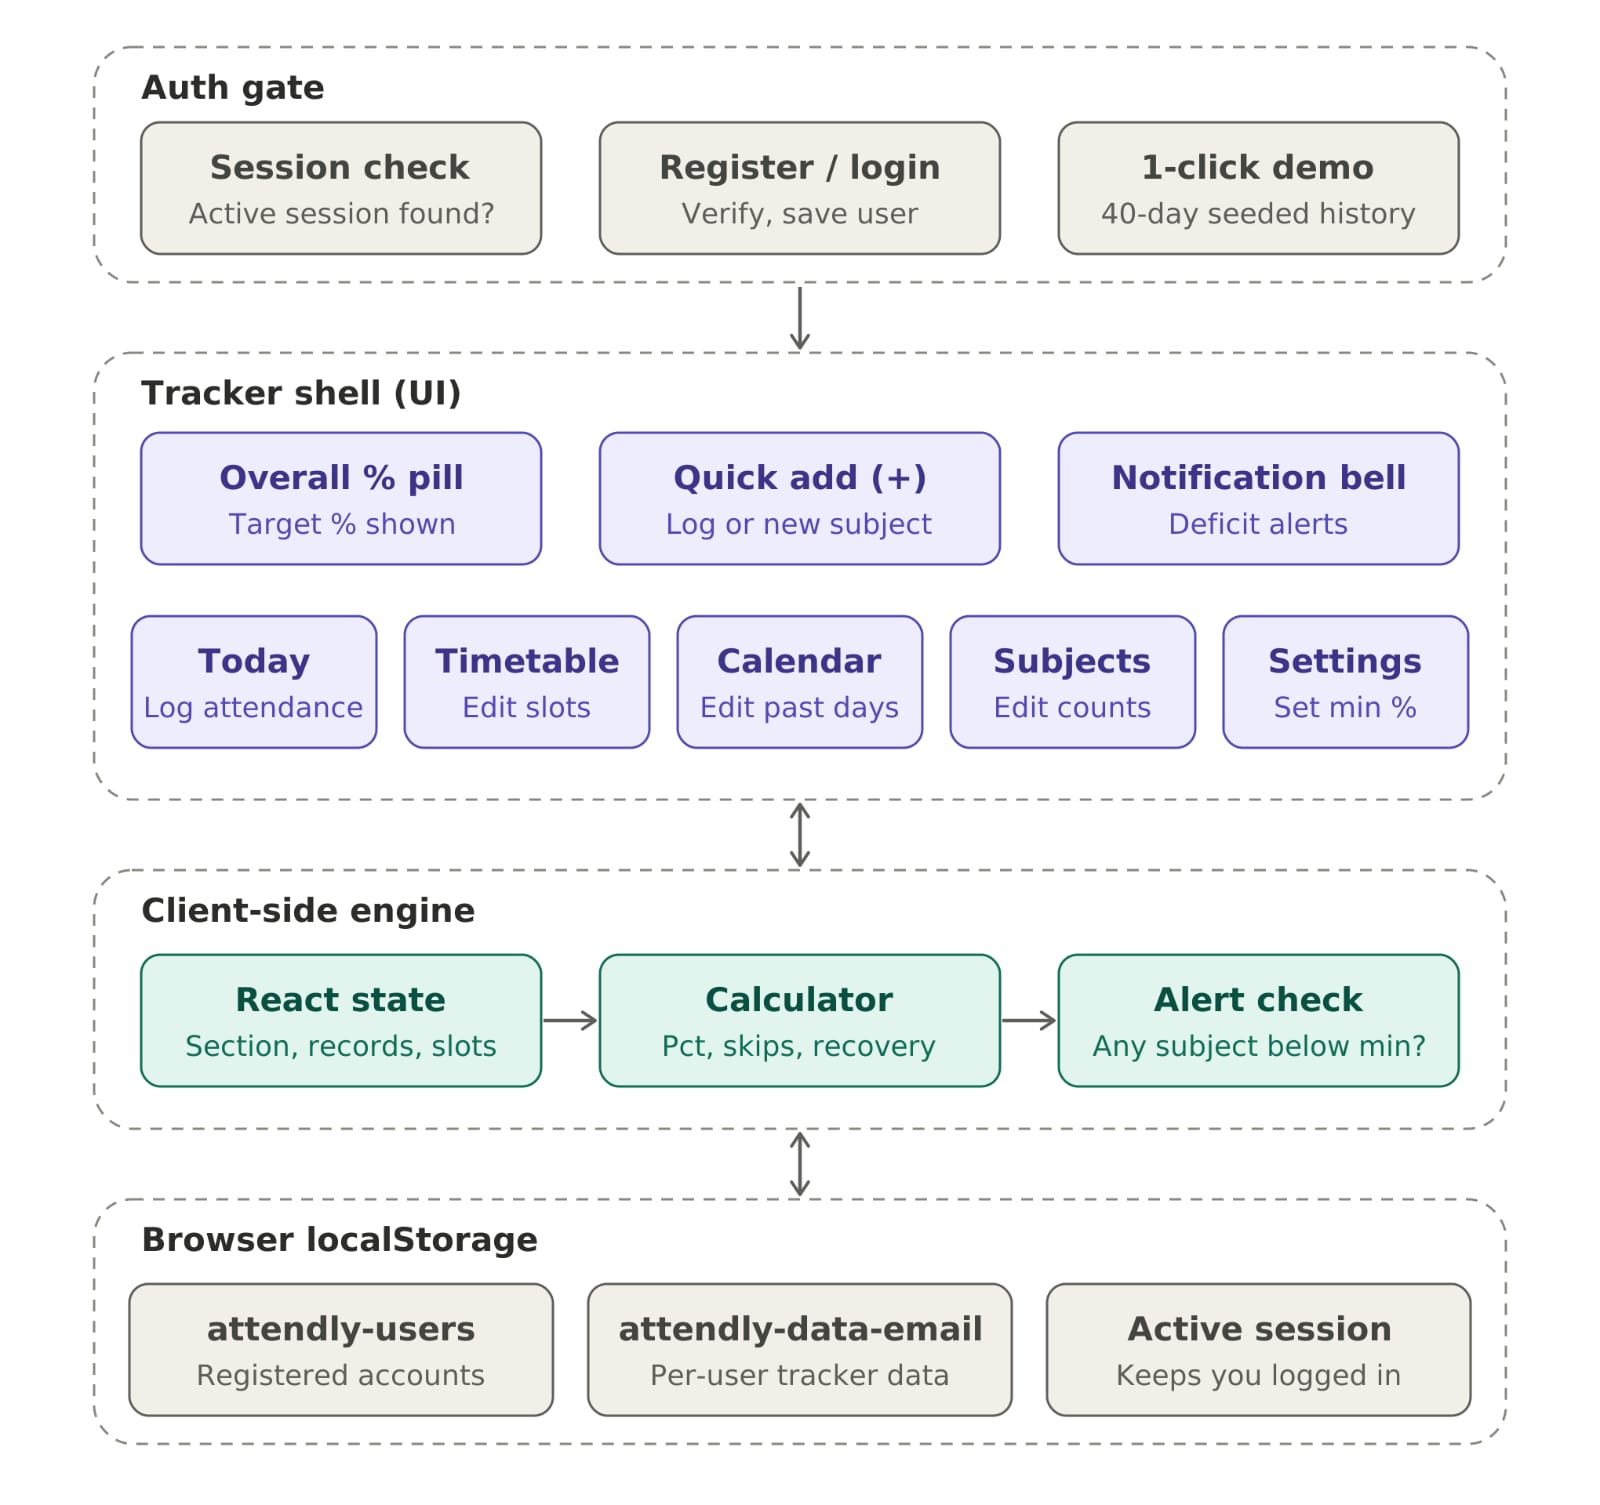 Auth gate
Session check
Active session found?
Register / login
Verify, save user
1-click demo
40-day seeded history
Tracker shell (UI)
Overall % pill
Target % shown
Quick add (+)
Log or new subject
Notification bell
Deficit alerts
Today
Log attendance
Timetable
Edit slots
Calendar
Edit past days
Subjects
Edit counts
Settings
Set min %
Client-side engine
React state
Section, records, slots
Calculator
Pct, skips, recovery
Alert check
Any subject below min?
Browser localStorage
attendly-users
Registered accounts
attendly-data-email
Per-user tracker data
Active session
Keeps you logged in